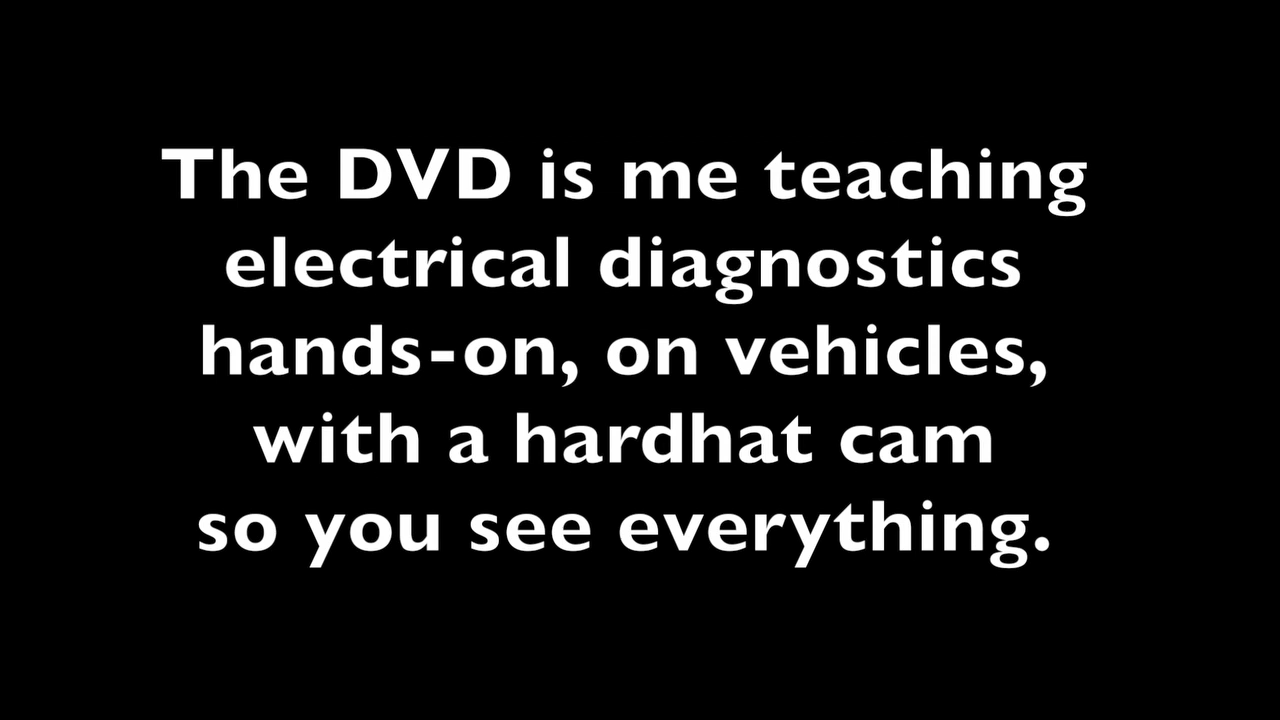 The DVD is me teaching
electrical diagnostics
hands-on, on vehicles,
with a hardhat cam
so you see everything.